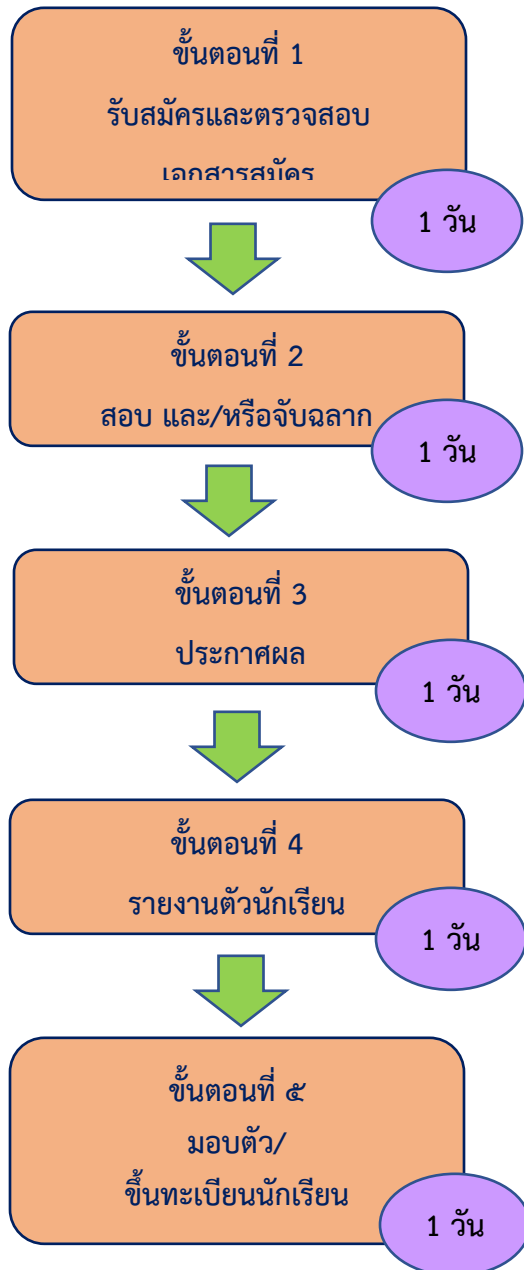 ขั้นตอนที่ 1
รับสมัครและตรวจสอบ
เอกสารสมัคร
1 วัน
ขั้นตอนที่ 2
สอบ และ/หรือจับฉลาก
1 วัน
ขั้นตอนที่ 3
ประกาศผล
1 วัน
ขั้นตอนที่ 4
รายงานตัวนักเรียน
1 วัน
ขั้นตอนที่ ๕
มอบตัว/
ขึ้นทะเบียนนักเรียน
1 วัน